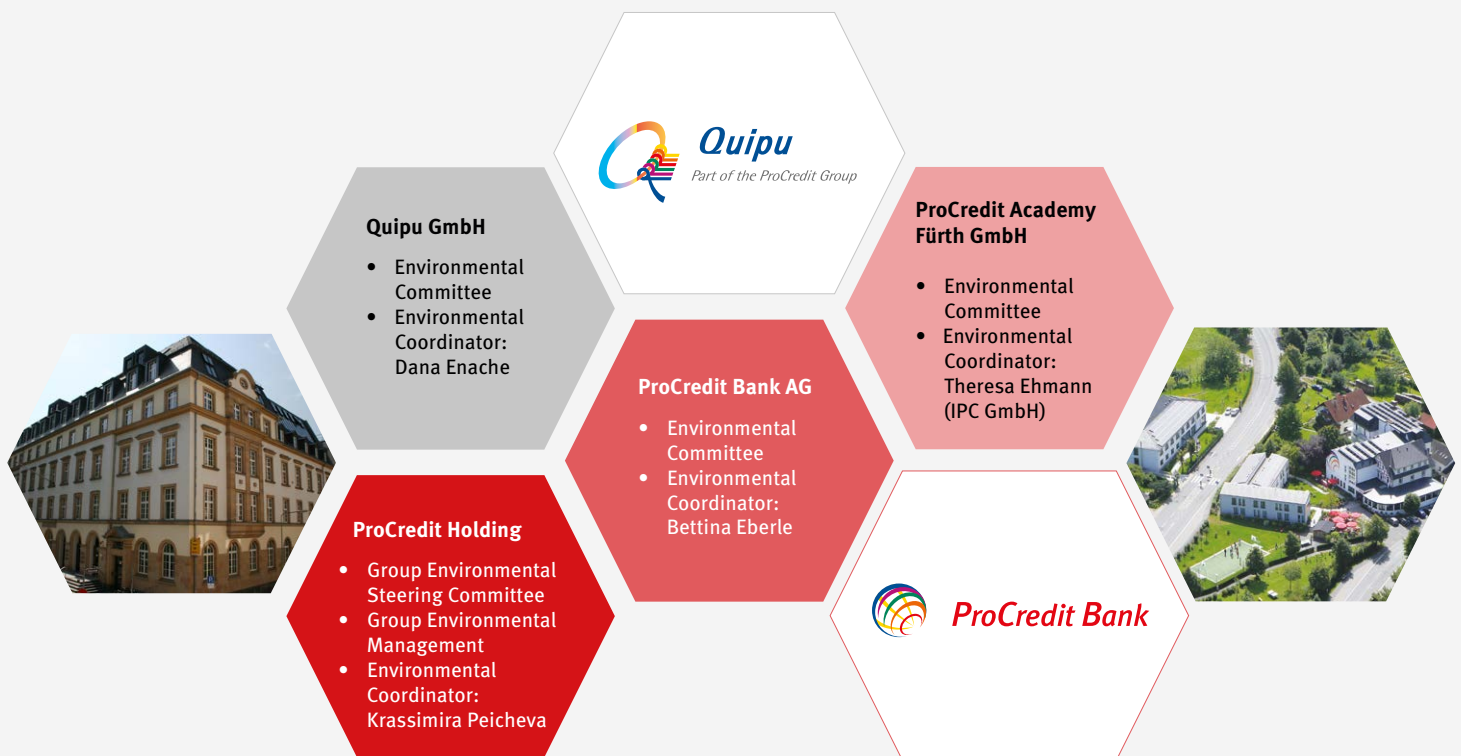 Quipu
Part of the ProCredit Group
Quipu GmbH
• Environmental
Committee
• Environmental
Coordinator:
Dana Enache
ProCredit Academy
Fürth GmbH
• Environmental
Committee
• Environmental
Coordinator:
Theresa Ehmann
(IPC GmbH)
ProCredit Bank AG
• Environmental
Committee
• Environmental
Coordinator:
Bettina Eberle
ProCredit Holding
• Group Environmental
Steering Committee
• Group Environmental
Management
• Environmental
Coordinator:
Krassimira Peicheva
ProCredit Bank